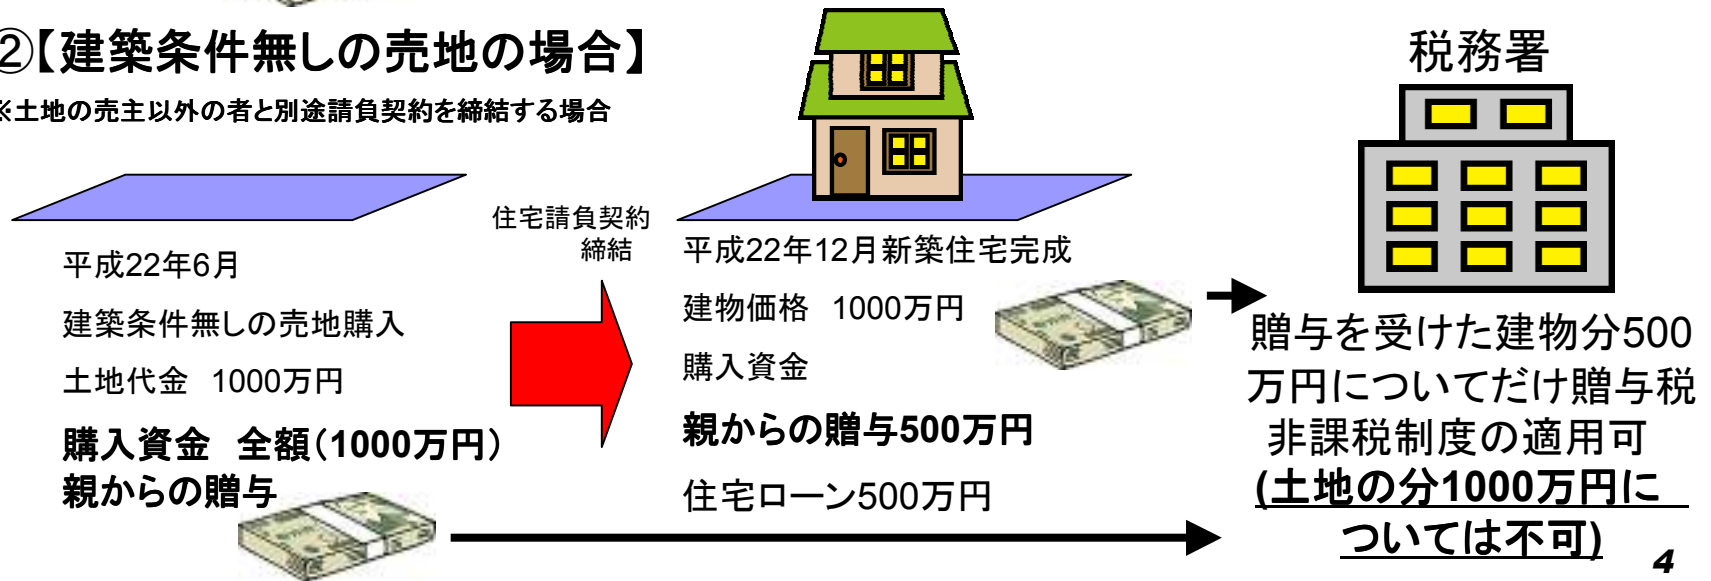 ②【建築条件無しの売地の場合】
※土地の売主以外の者と別途請負契約を締結する場合
平成22年6月
建築条件無しの売地購入
土地代金 1000万円
購入資金 全額(1000万円)
親からの贈与
住宅請負契約
締結
平成22年12月新築住宅完成
建物価格 1000万円
購入資金
親からの贈与500万円
住宅ローン500万円
税務署
贈与を受けた建物分500
万円についてだけ贈与税
非課税制度の適用可
(土地の分1000万円に
ついては不可)
4